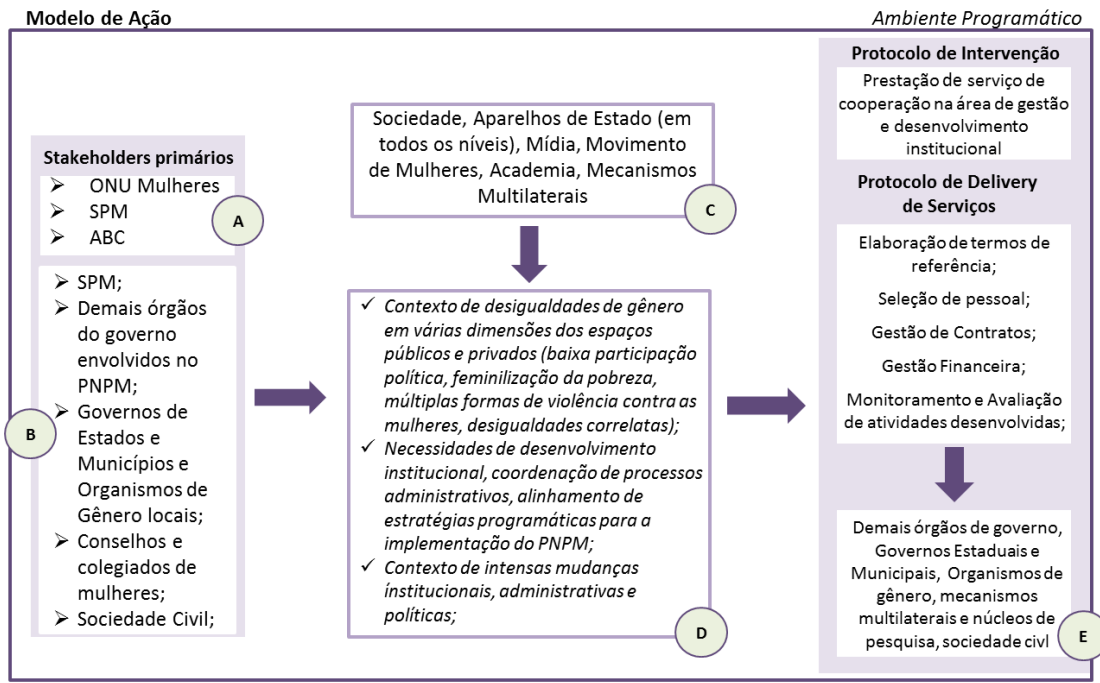 Modelo de Ação
Ambiente Programático
Stakeholders primários
➢ ONU Mulheres
➢ SPM
➢ ABC
A
➢ SPM;
➢ Demais órgãos
do governo
envolvidos no
PNPM;
➢ Governos de
Estados e
Municípios e
Organismos de
Gênero locais;
➢ Conselhos e
colegiados de
mulheres;
➢ Sociedade Civil;
B
Sociedade, Aparelhos de Estado (em
todos os níveis), Mídia, Movimento
de Mulheres, Academia, Mecanismos
Multilaterais
C
✓ Contexto de desigualdades de gênero
em várias dimensões dos espaços
públicos e privados (baixa participação
política, feminilização da pobreza,
múltiplas formas de violência contra as
mulheres, desigualdades correlatas);
✓ Necessidades de desenvolvimento
institucional, coordenação de processos
administrativos, alinhamento de
estratégias programáticas para a
implementação do PNPM;
✓ Contexto de intensas mudanças
ínstitucionais, administrativas e
políticas;
D
Protocolo de Intervenção
Prestação de serviço de
cooperação na área de gestão
e desenvolvimento
institucional
Protocolo de Delivery
de Serviços
Elaboração de termos de
referência;
Seleção de pessoal;
Gestão de Contratos;
Gestão Financeira;
Monitoramento e Avaliação
de atividades desenvolvidas;
Demais órgãos de governo,
Governos Estaduais e
Municipais, Organismos de
gênero, mecanismos
multilaterais e núcleos de
pesquisa, sociedade civl
E